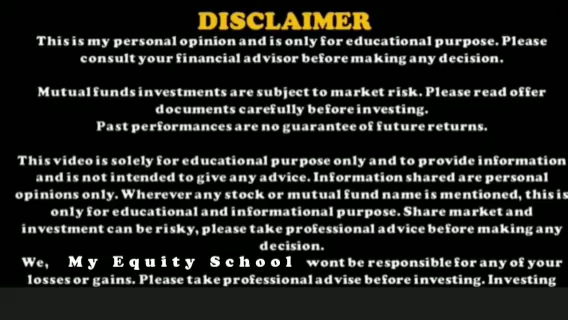 DISCLAIMER
This is my personal opinion and is only for educational purpose. Please
consult your financial advisor before making any decision.
Mutual funds investments are subject to market risk. Please read offer
documents carefully before investing.
Past performances are no guarantee of future returns.
This video is solely for educational purpose only and to provide information
and is not intended to give any advice. Information shared are personal
opinions only. Wherever any stock or mutual fund name is mentioned, this is
only for educational and informational purpose. Share market and
investment can be risky, please take professional advice before making any
decision.
We, My Equity School wont be responsible for any of your
losses or gains. Please take professional advise before investing. Investing